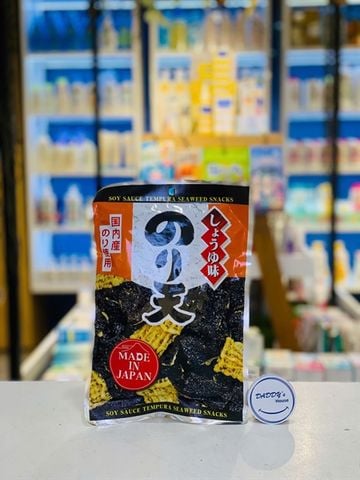 SOY SAUCE TEMPURA SEAWEED SNACKS
しょうゆ味
国内産
のり使用
のり天
MADE IN
JAPAN
SOY SAUCE TEMPURA SEAWEED SNACKS
DADDY's
House